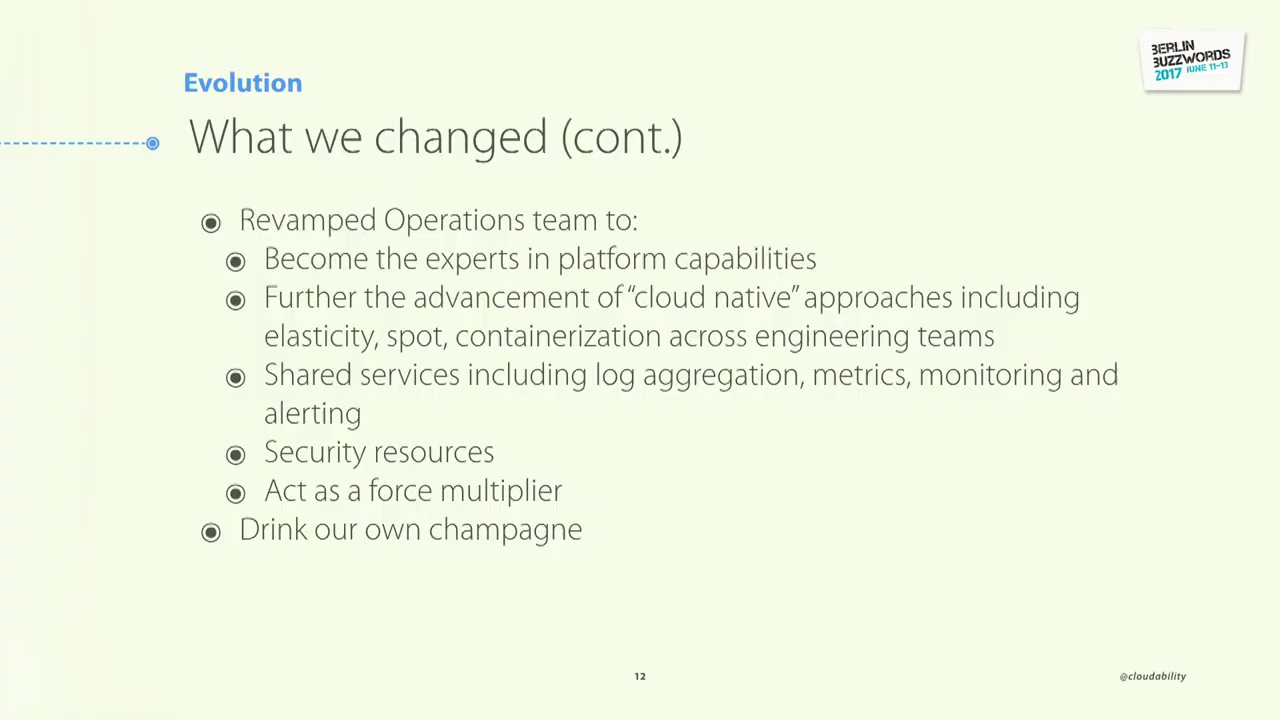 BERLIN
BUZZWORDS
2017 JUNE 11-13
Evolution
What we changed (cont.)
Revamped Operations team to:
Become the experts in platform capabilities
Further the advancement of “cloud native” approaches including
elasticity, spot, containerization across engineering teams
Shared services including log aggregation, metrics, monitoring and
alerting
Security resources
Act as a force multiplier
Drink our own champagne
12
@cloudability